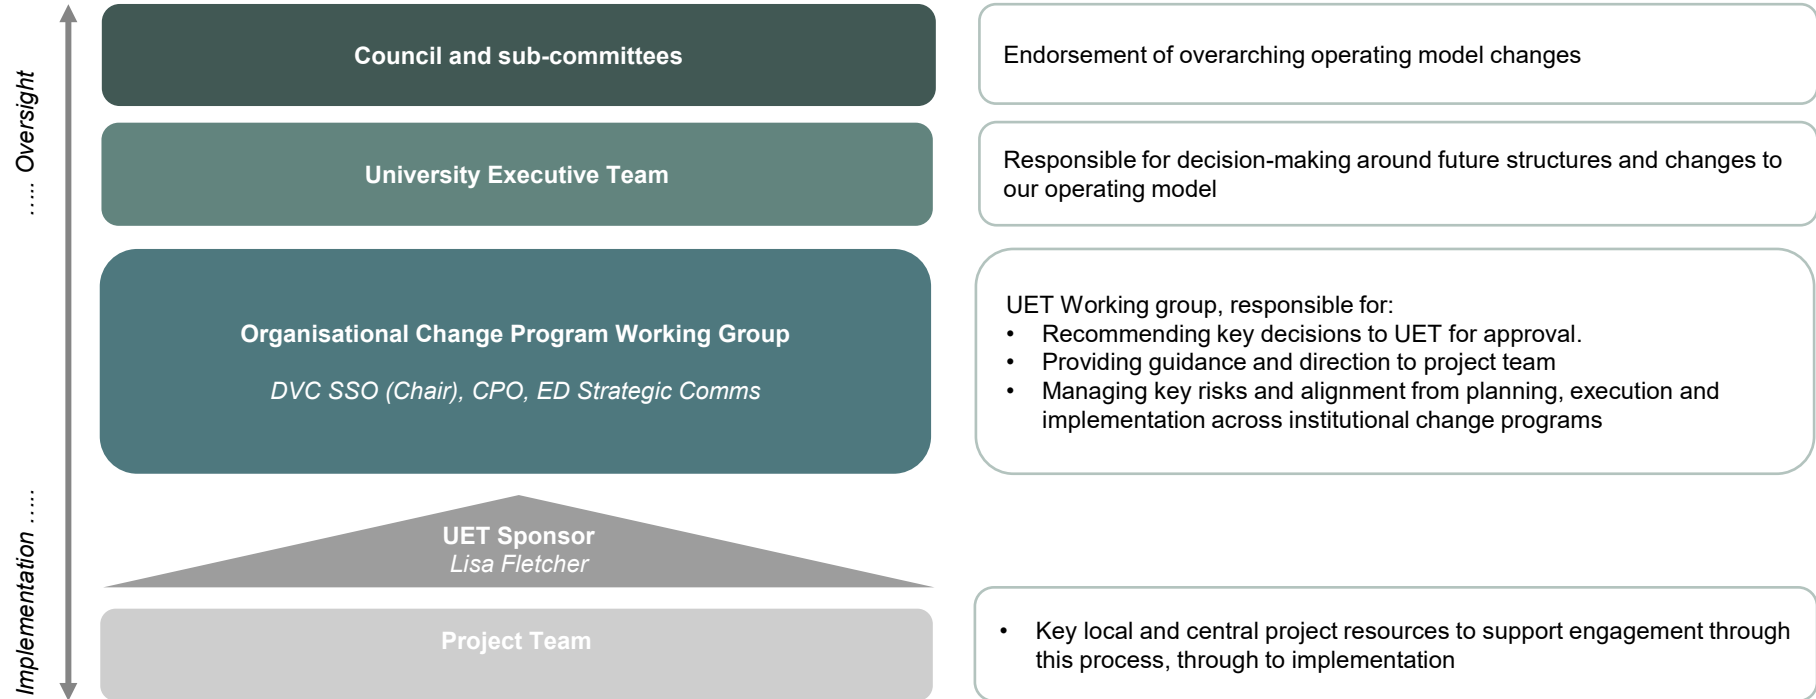 ….. Oversight
Council and sub-committees
Endorsement of overarching operating model changes
University Executive Team
Responsible for decision-making around future structures and changes to
our operating model
Organisational Change Program Working Group
DVC SSO (Chair), CPO, ED Strategic Comms
UET Working group, responsible for:
• Recommending key decisions to UET for approval.
• Providing guidance and direction to project team
• Managing key risks and alignment from planning, execution and
implementation across institutional change programs
Implementation …..
UET Sponsor
Lisa Fletcher
Project Team
• Key local and central project resources to support engagement through
this process, through to implementation